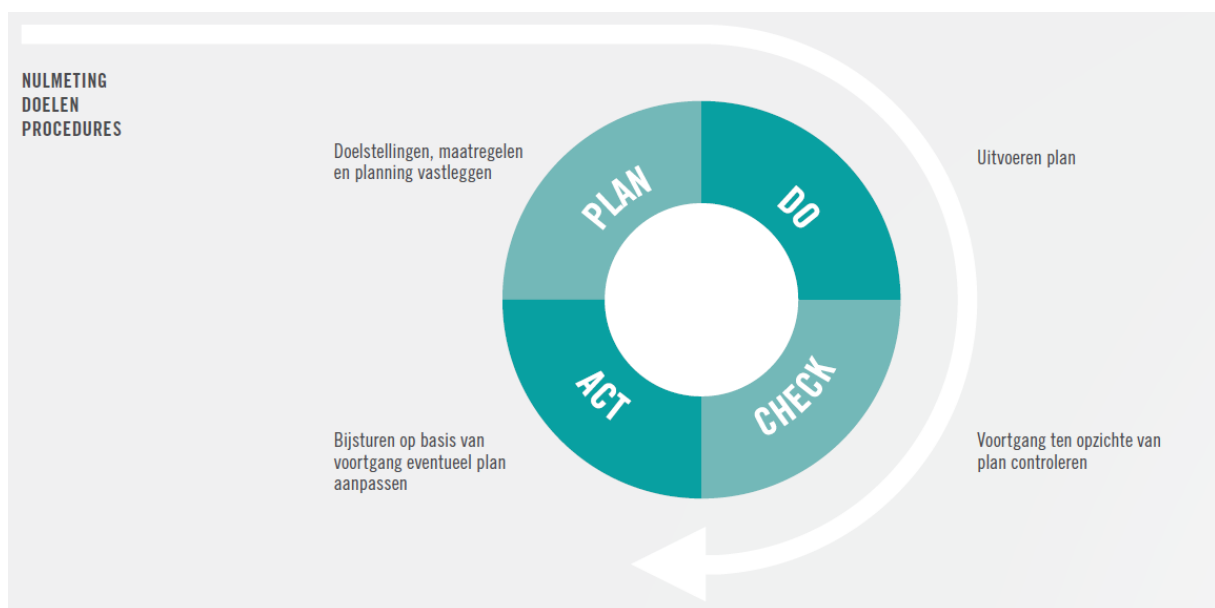 NULMETING
DOELEN
PROCEDURES
Doelstellingen, maatregelen
en planning vastleggen
PLAN
DO
Uitvoeren plan
ACT
CHECK
Bijsturen op basis van
voortgang eventueel plan
aanpassen
Voortgang ten opzichte van
plan controleren